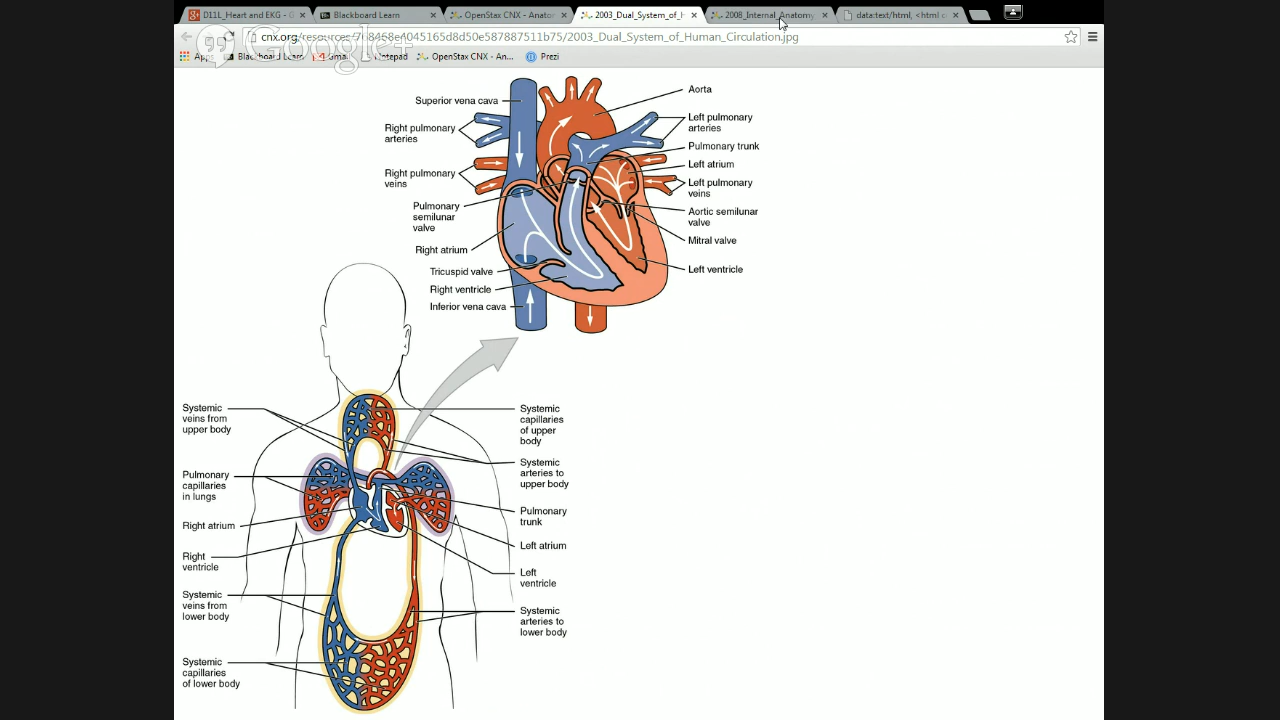 D11L_Heart and EKG - G
Blackboard Learn
OpenStax CNX - Anator
2003_Dual_System_of_H
2008_Internal_Anatomy
data:text/html, <html c
cnx.org/resources/768468e4045165d8d50e587887511b75/2003_Dual_System_of_Human_Circulation.jpg
Google+
Apps
Blackboard Learn
Gmail
Notepad
OpenStax CNX - An...
Prezi
Superior vena cava
Right pulmonary
arteries
Right pulmonary
veins
Pulmonary
semilunar
valve
Right atrium
Tricuspid valve
Right ventricle
Inferior vena cava
Aorta
Left pulmonary
arteries
Pulmonary trunk
Left atrium
Left pulmonary
veins
Aortic semilunar
valve
Mitral valve
Left ventricle
Systemic
veins from
upper body
Pulmonary
capillaries
in lungs
Right atrium
Right
ventricle
Systemic
veins from
lower body
Systemic
capillaries
of lower body
Systemic
capillaries
of upper
body
Systemic
arteries to
upper body
Pulmonary
trunk
Left atrium
Left
ventricle
Systemic
arteries to
lower body